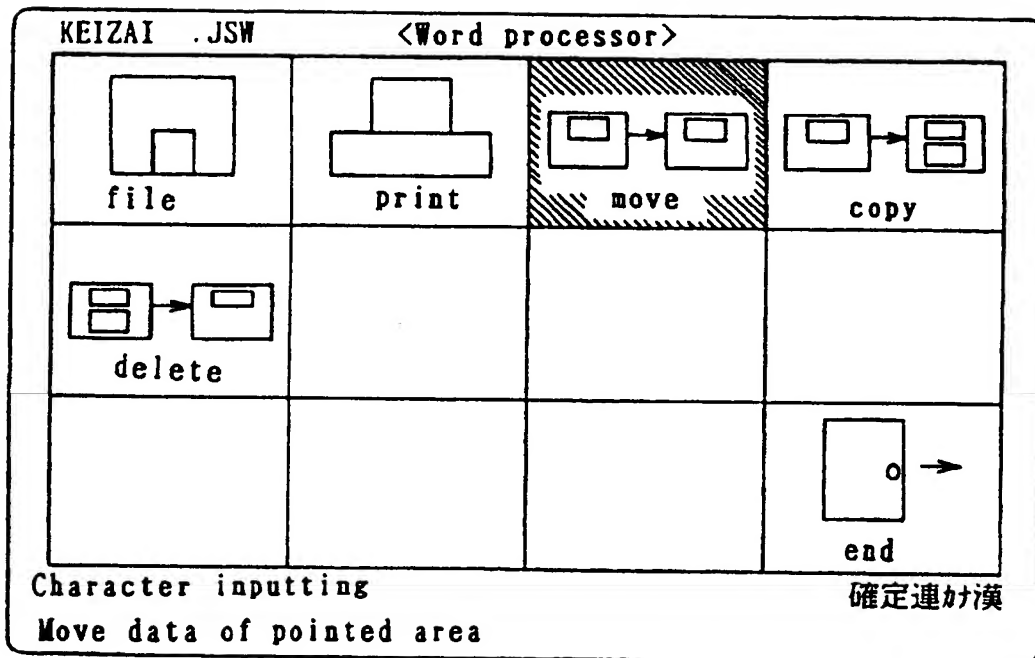 KEIZAI .JSW <Word processor>
file print move copy
delete
end
Character inputting 確定連カナ漢
Move data of pointed area